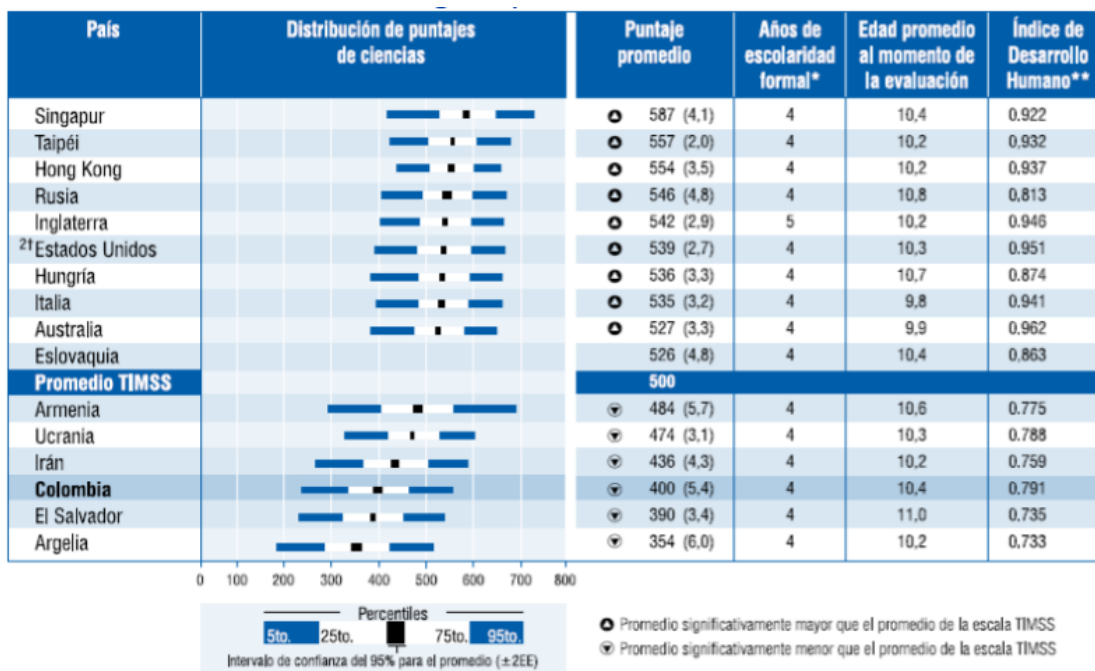 País Distribución de puntajes de ciencias Puntaje promedio Años de escolaridad formal* Edad promedio al momento de la evaluación Índice de Desarrollo Humano**
Singapur 587 (4,1) 4 10,4 0.922
Taipéi 557 (2,0) 4 10,2 0.932
Hong Kong 554 (3,5) 4 10,2 0.937
Rusia 546 (4,8) 4 10,8 0.813
Inglaterra 542 (2,9) 5 10,2 0.946
2†Estados Unidos 539 (2,7) 4 10,3 0.951
Hungría 536 (3,3) 4 10,7 0.874
Italia 535 (3,2) 4 9,8 0.941
Australia 527 (3,3) 4 9,9 0.962
Eslovaquia 526 (4,8) 4 10,4 0.863
Promedio TIMSS 500
Armenia 484 (5,7) 4 10,6 0.775
Ucrania 474 (3,1) 4 10,3 0.788
Irán 436 (4,3) 4 10,2 0.759
Colombia 400 (5,4) 4 10,4 0.791
El Salvador 390 (3,4) 4 11,0 0.735
Argelia 354 (6,0) 4 10,2 0.733
0 100 200 300 400 500 600 700 800
Percentiles
5to. 25to. 75to. 95to.
Intervalo de confianza del 95% para el promedio (±2EE)
Promedio significativamente mayor que el promedio de la escala TIMSS
Promedio significativamente menor que el promedio de la escala TIMSS